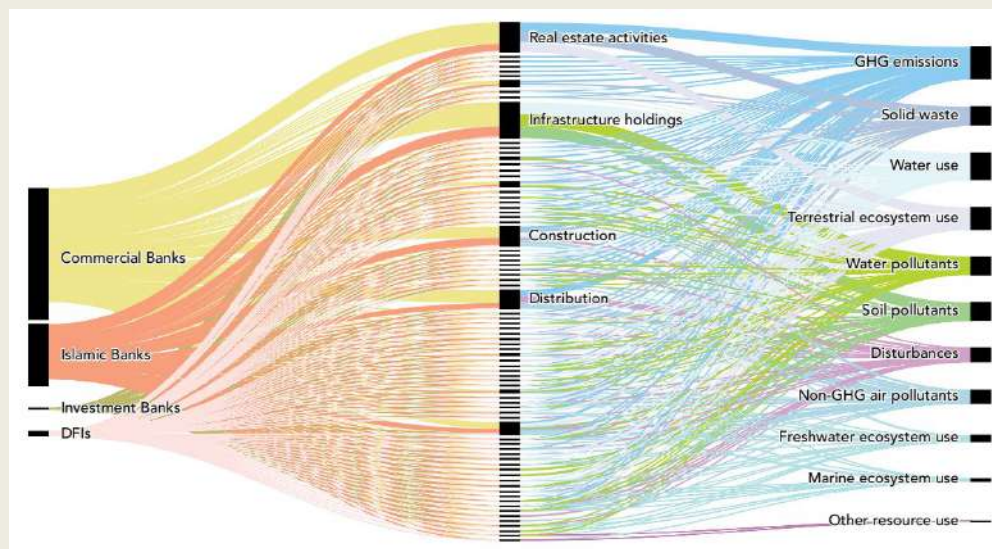 Commercial Banks
Islamic Banks
Investment Banks
DFIs
Real estate activities
Infrastructure holdings
Construction
Distribution
GHG emissions
Solid waste
Water use
Terrestrial ecosystem use
Water pollutants
Soil pollutants
Disturbances
Non-GHG air pollutants
Freshwater ecosystem use
Marine ecosystem use
Other resource use